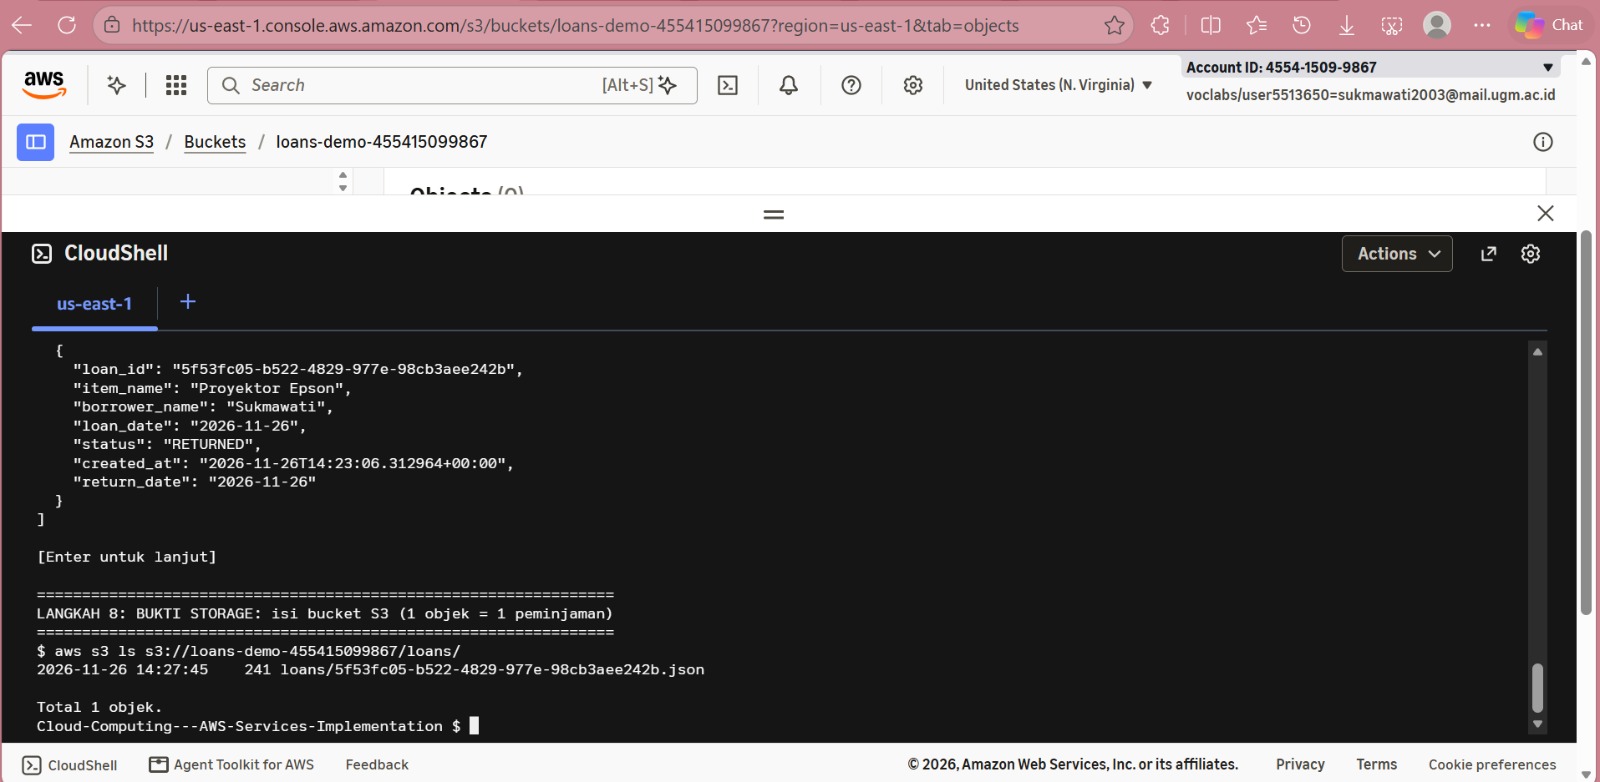 https://us-east-1.console.aws.amazon.com/s3/buckets/loans-demo-455415099867?region=us-east-1&tab=objects
Chat
aws
Search
[Alt+S]
United States (N. Virginia)
Account ID: 4554-1509-9867
voclabs/user5513650=sukmawati2003@mail.ugm.ac.id
Amazon S3 / Buckets / loans-demo-455415099867
Objects (0)
CloudShell
Actions
us-east-1
+
{
"loan_id": "5f53fc05-b522-4829-977e-98cb3aee242b",
"item_name": "Proyektor Epson",
"borrower_name": "Sukmawati",
"loan_date": "2026-11-26",
"status": "RETURNED",
"created_at": "2026-11-26T14:23:06.312964+00:00",
"return_date": "2026-11-26"
}
]
[Enter untuk lanjut]
================================================================
LANGKAH 8: BUKTI STORAGE: isi bucket S3 (1 objek = 1 peminjaman)
================================================================
$ aws s3 ls s3://loans-demo-455415099867/loans/
2026-11-26 14:27:45    241 loans/5f53fc05-b522-4829-977e-98cb3aee242b.json
Total 1 objek.
Cloud-Computing---AWS-Services-Implementation $
CloudShell
Agent Toolkit for AWS
Feedback
© 2026, Amazon Web Services, Inc. or its affiliates.
Privacy
Terms
Cookie preferences